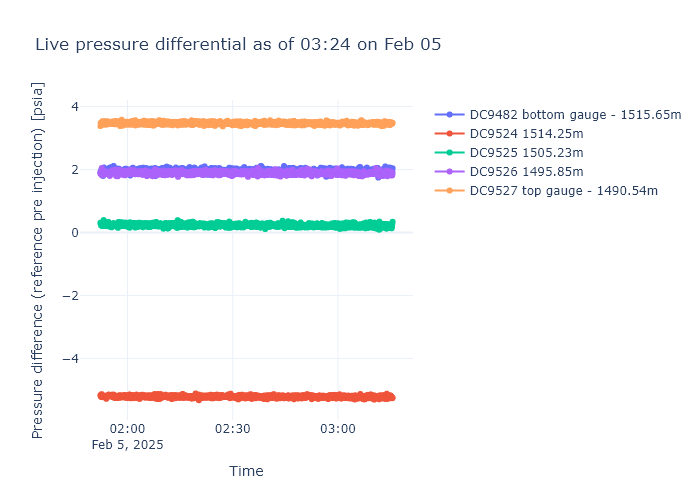 Live pressure differential as of 03:24 on Feb 05
Pressure difference (reference pre injection) [psia]
4
2
0
−2
−4
02:00
Feb 5, 2025
02:30
03:00
Time
DC9482 bottom gauge - 1515.65m
DC9524 1514.25m
DC9525 1505.23m
DC9526 1495.85m
DC9527 top gauge - 1490.54m